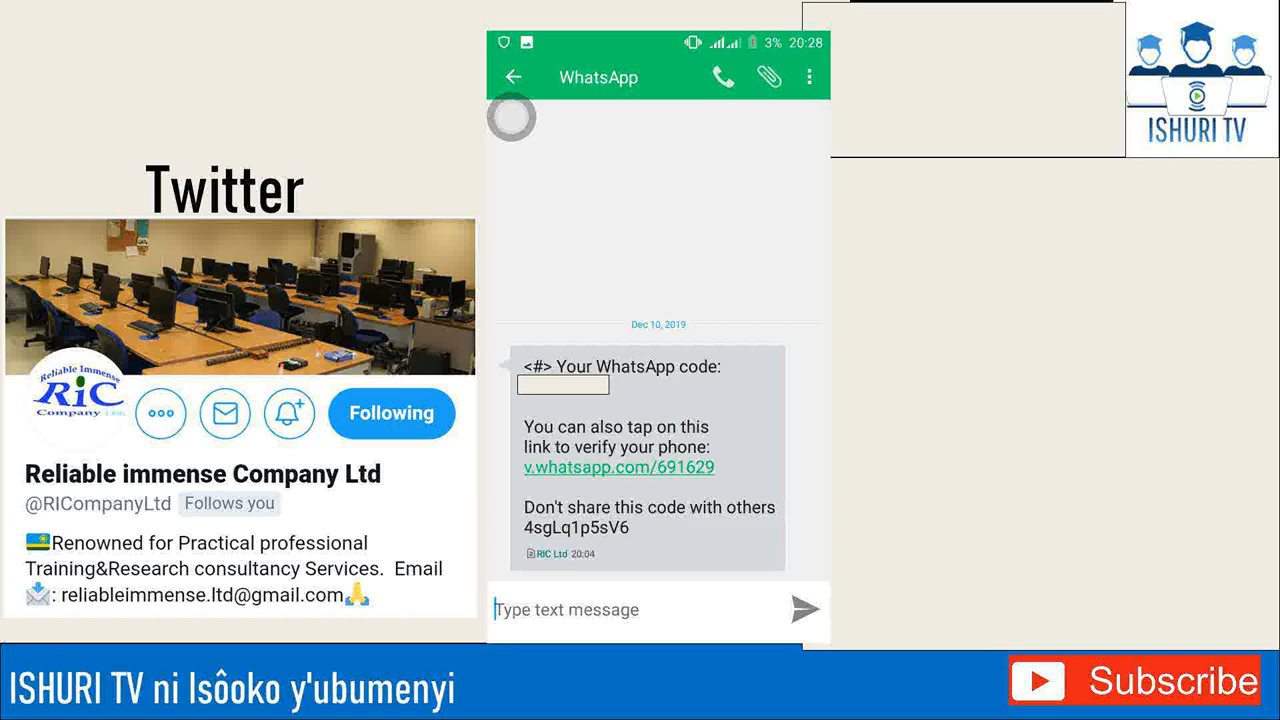 3% 20:28
WhatsApp
ISHURI TV
Twitter
Reliable Immense
RiC
Company LTD.
Following
Reliable immense Company Ltd
@RICompanyLtd Follows you
Renowned for Practical professional
Training&Research consultancy Services. Email
: reliableimmense.ltd@gmail.com
Dec 10, 2019
<#> Your WhatsApp code:
You can also tap on this
link to verify your phone:
v.whatsapp.com/691629
Don't share this code with others
4sgLq1p5sV6
RIC Ltd 20:04
Type text message
ISHURI TV ni Isôoko y'ubumenyi
Subscribe